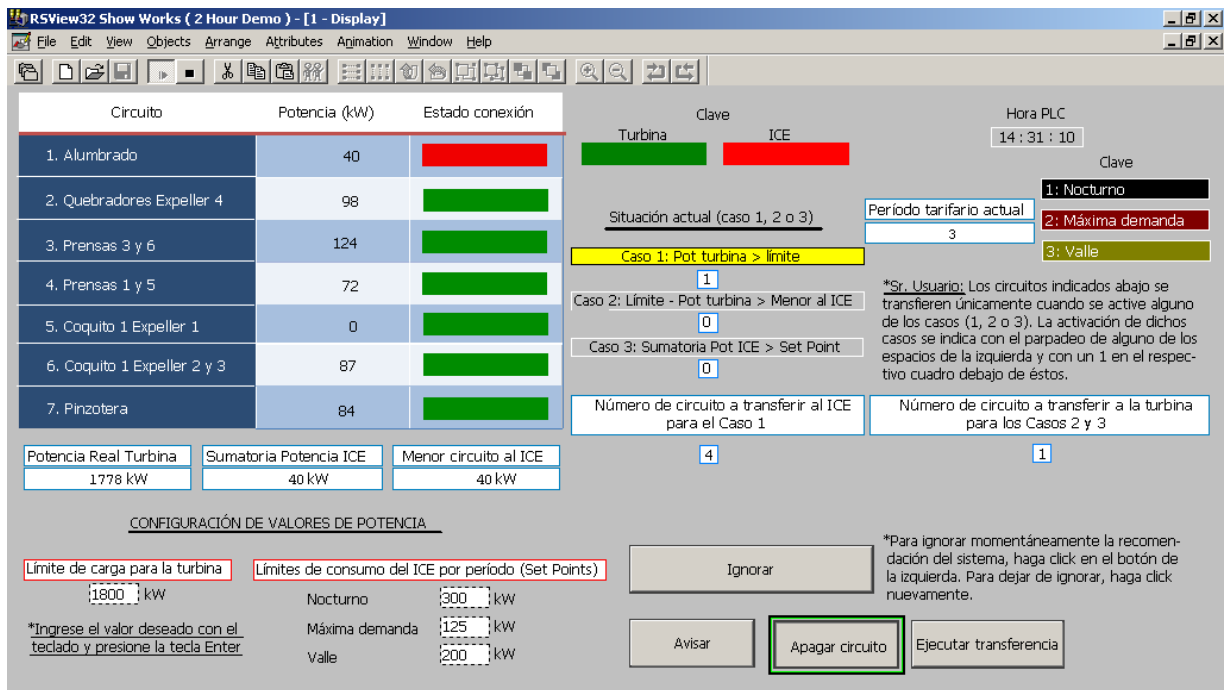 RSView32 Show Works ( 2 Hour Demo ) - [1 - Display]
File Edit View Objects Arrange Attributes Animation Window Help
Circuito Potencia (kW) Estado conexión
1. Alumbrado 40
2. Quebradores Expeller 4 98
3. Prensas 3 y 6 124
4. Prensas 1 y 5 72
5. Coquito 1 Expeller 1 0
6. Coquito 1 Expeller 2 y 3 87
7. Pinzotera 84
Potencia Real Turbina Sumatoria Potencia ICE Menor circuito al ICE
1778 kW 40 kW 40 kW
Clave
Turbina ICE
Hora PLC
14 : 31 : 10
Clave
1: Nocturno
2: Máxima demanda
3: Valle
Período tarifario actual
3
Situación actual (caso 1, 2 o 3)
Caso 1: Pot turbina > límite
1
Caso 2: Límite - Pot turbina > Menor al ICE
0
Caso 3: Sumatoria Pot ICE > Set Point
0
*Sr. Usuario: Los circuitos indicados abajo se
transfieren únicamente cuando se active alguno
de los casos (1, 2 o 3). La activación de dichos
casos se indica con el parpadeo de alguno de los
espacios de la izquierda y con un 1 en el respec-
tivo cuadro debajo de éstos.
Número de circuito a transferir al ICE
para el Caso 1
4
Número de circuito a transferir a la turbina
para los Casos 2 y 3
1
CONFIGURACIÓN DE VALORES DE POTENCIA
Límite de carga para la turbina
1800 kW
*Ingrese el valor deseado con el
teclado y presione la tecla Enter
Límites de consumo del ICE por período (Set Points)
Nocturno 300 kW
Máxima demanda 125 kW
Valle 200 kW
Ignorar
*Para ignorar momentáneamente la recomen-
dación del sistema, haga click en el botón de
la izquierda. Para dejar de ignorar, haga click
nuevamente.
Avisar Apagar circuito Ejecutar transferencia